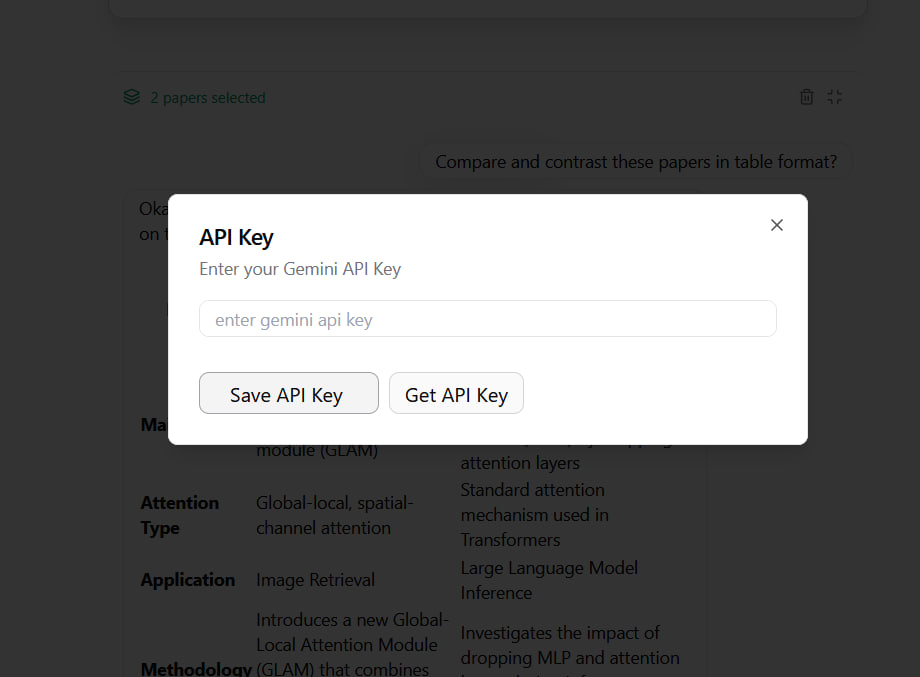 2 papers selected
Compare and contrast these papers in table format?
Oka
on t
API Key
Enter your Gemini API Key
enter gemini api key
Save API Key
Get API Key
Ma
module (GLAM)
attention layers
Attention
Type
Global-local, spatial-
channel attention
Standard attention
mechanism used in
Transformers
Application
Image Retrieval
Large Language Model
Inference
Methodology
Introduces a new Global-
Local Attention Module
(GLAM) that combines
Investigates the impact of
dropping MLP and attention